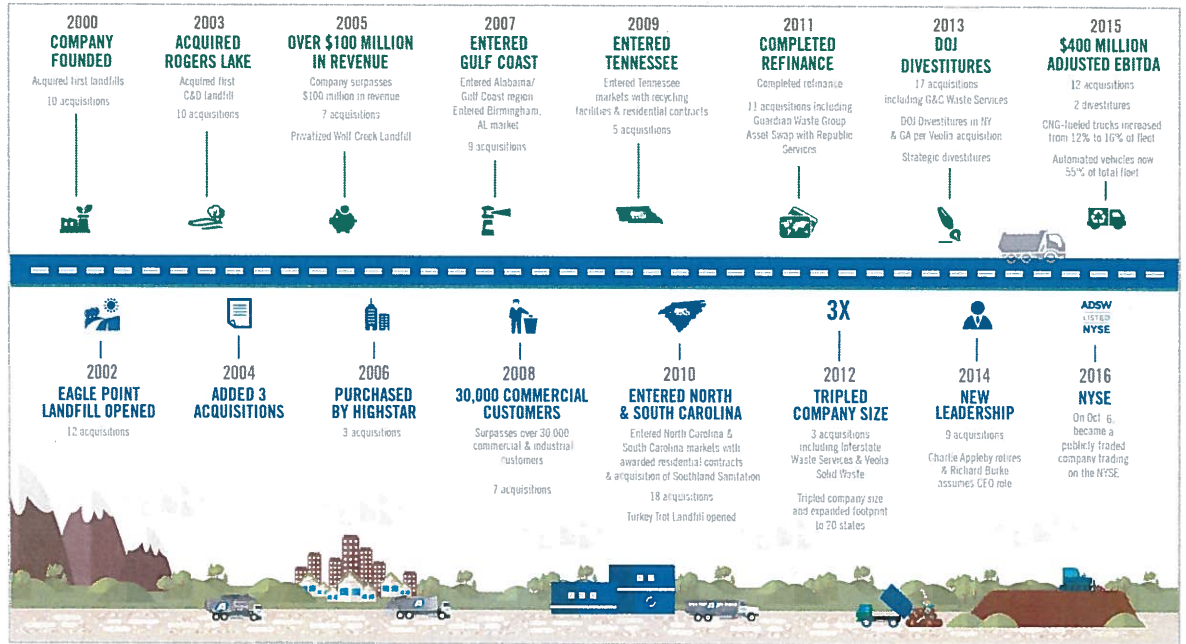 2000
COMPANY
FOUNDED
Acquired first landfills
10 acquisitions
2003
ACQUIRED
ROGERS LAKE
Acquired first
C&D landfill
10 acquisitions
2005
OVER $100 MILLION
IN REVENUE
Company surpasses
$100 million in revenue
7 acquisitions
Privatized Wolf Creek Landfill
2007
ENTERED
GULF COAST
Entered Alabama/
Gulf Coast region
Entered Birmingham,
AL market
9 acquisitions
2009
ENTERED
TENNESSEE
Entered Tennessee
markets with recycling
facilities & residential contracts
5 acquisitions
2011
COMPLETED
REFINANCE
Completed refinance
11 acquisitions including
Guardian Waste Group
Asset Swap with Republic
Services
2013
DOJ
DIVESTITURES
17 acquisitions
including G&C Waste Services
DOJ Divestitures in NY
& GA per Veolia acquisition
Strategic divestitures
2015
$400 MILLION
ADJUSTED EBITDA
12 acquisitions
2 divestitures
CNG-fueled trucks increased
from 12% to 16% of fleet
Automated vehicles now
55% of total fleet
2002
EAGLE POINT
LANDFILL OPENED
12 acquisitions
2004
ADDED 3
ACQUISITIONS
2006
PURCHASED
BY HIGHSTAR
3 acquisitions
2008
30,000 COMMERCIAL
CUSTOMERS
Surpasses over 30,000
commercial & industrial
customers
7 acquisitions
2010
ENTERED NORTH
& SOUTH CAROLINA
Entered North Carolina &
South Carolina markets with
awarded residential contracts
& acquisition of Southland Sanitation
18 acquisitions
Turkey Trot Landfill opened
3X
2012
TRIPLED
COMPANY SIZE
3 acquisitions
including Interstate
Waste Services & Veolia
Solid Waste
Tripled company size
and expanded footprint
to 20 states
2014
NEW
LEADERSHIP
9 acquisitions
Charlie Appleby retires
& Richard Burke
assumes CEO role
ADSW
LISTED
NYSE
2016
NYSE
On Oct 6,
became a
publicly traded
company trading
on the NYSE.